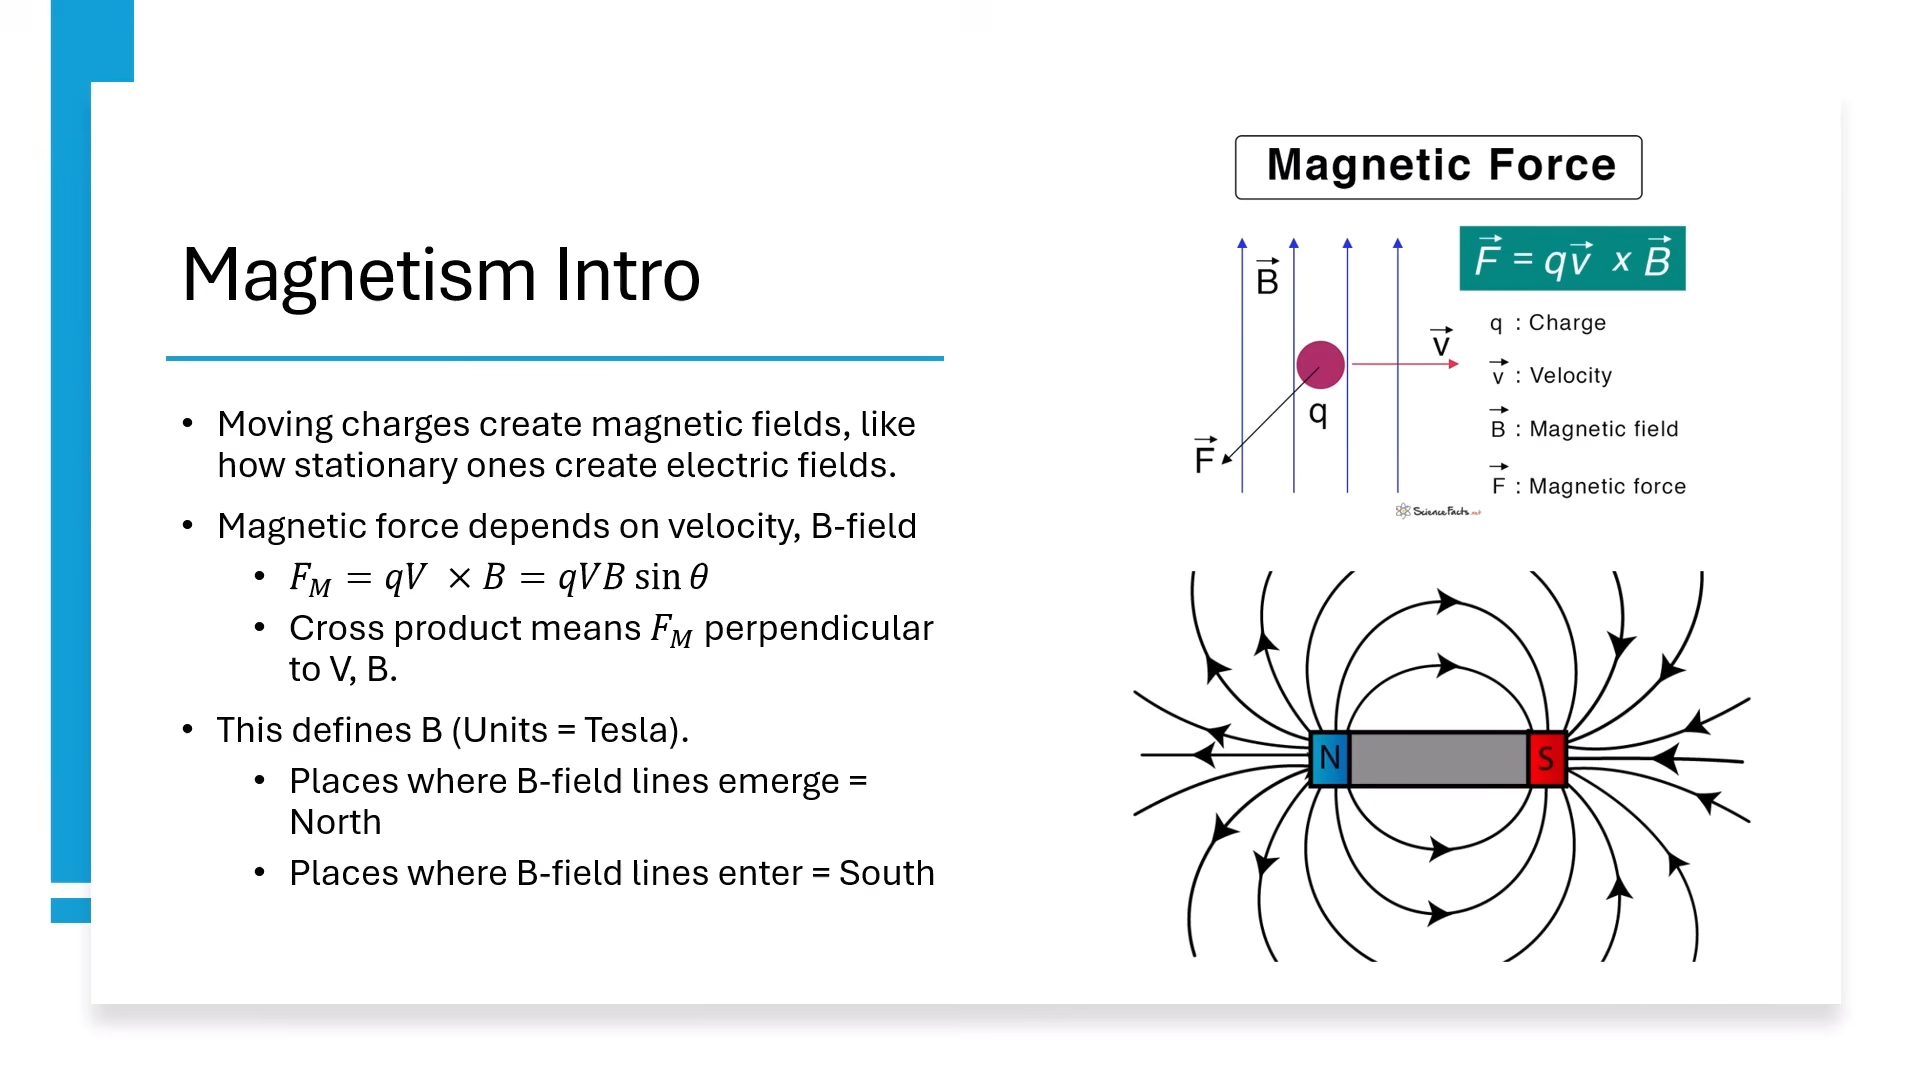 Magnetism Intro
• Moving charges create magnetic fields, like
how stationary ones create electric fields.
• Magnetic force depends on velocity, B-field
• F_M = qV × B = qVB sin θ
• Cross product means F_M perpendicular
to V, B.
• This defines B (Units = Tesla).
• Places where B-field lines emerge =
North
• Places where B-field lines enter = South
Magnetic Force
B⃗
F⃗ = qv⃗ x B⃗
q : Charge
v⃗
v⃗ : Velocity
q
B⃗ : Magnetic field
F⃗
F⃗ : Magnetic force
ScienceFacts.net
N
S